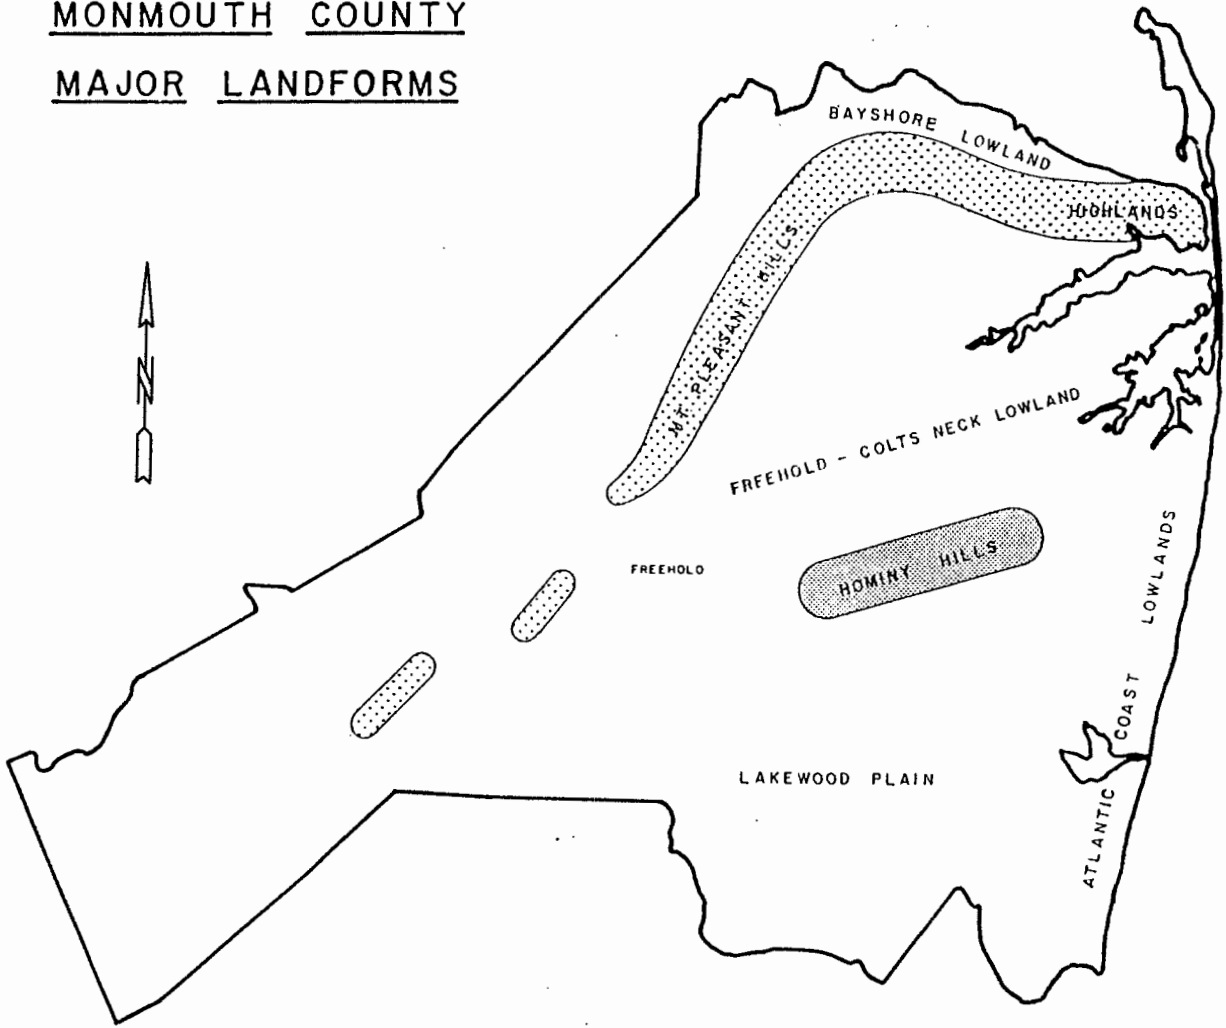 MONMOUTH COUNTY
MAJOR LANDFORMS
BAYSHORE LOWLAND
HIGHLANDS
MT. PLEASANT HILLS
N
FREEHOLD - COLTS NECK LOWLAND
FREEHOLD
HOMINY HILLS
ATLANTIC COAST LOWLANDS
LAKEWOOD PLAIN